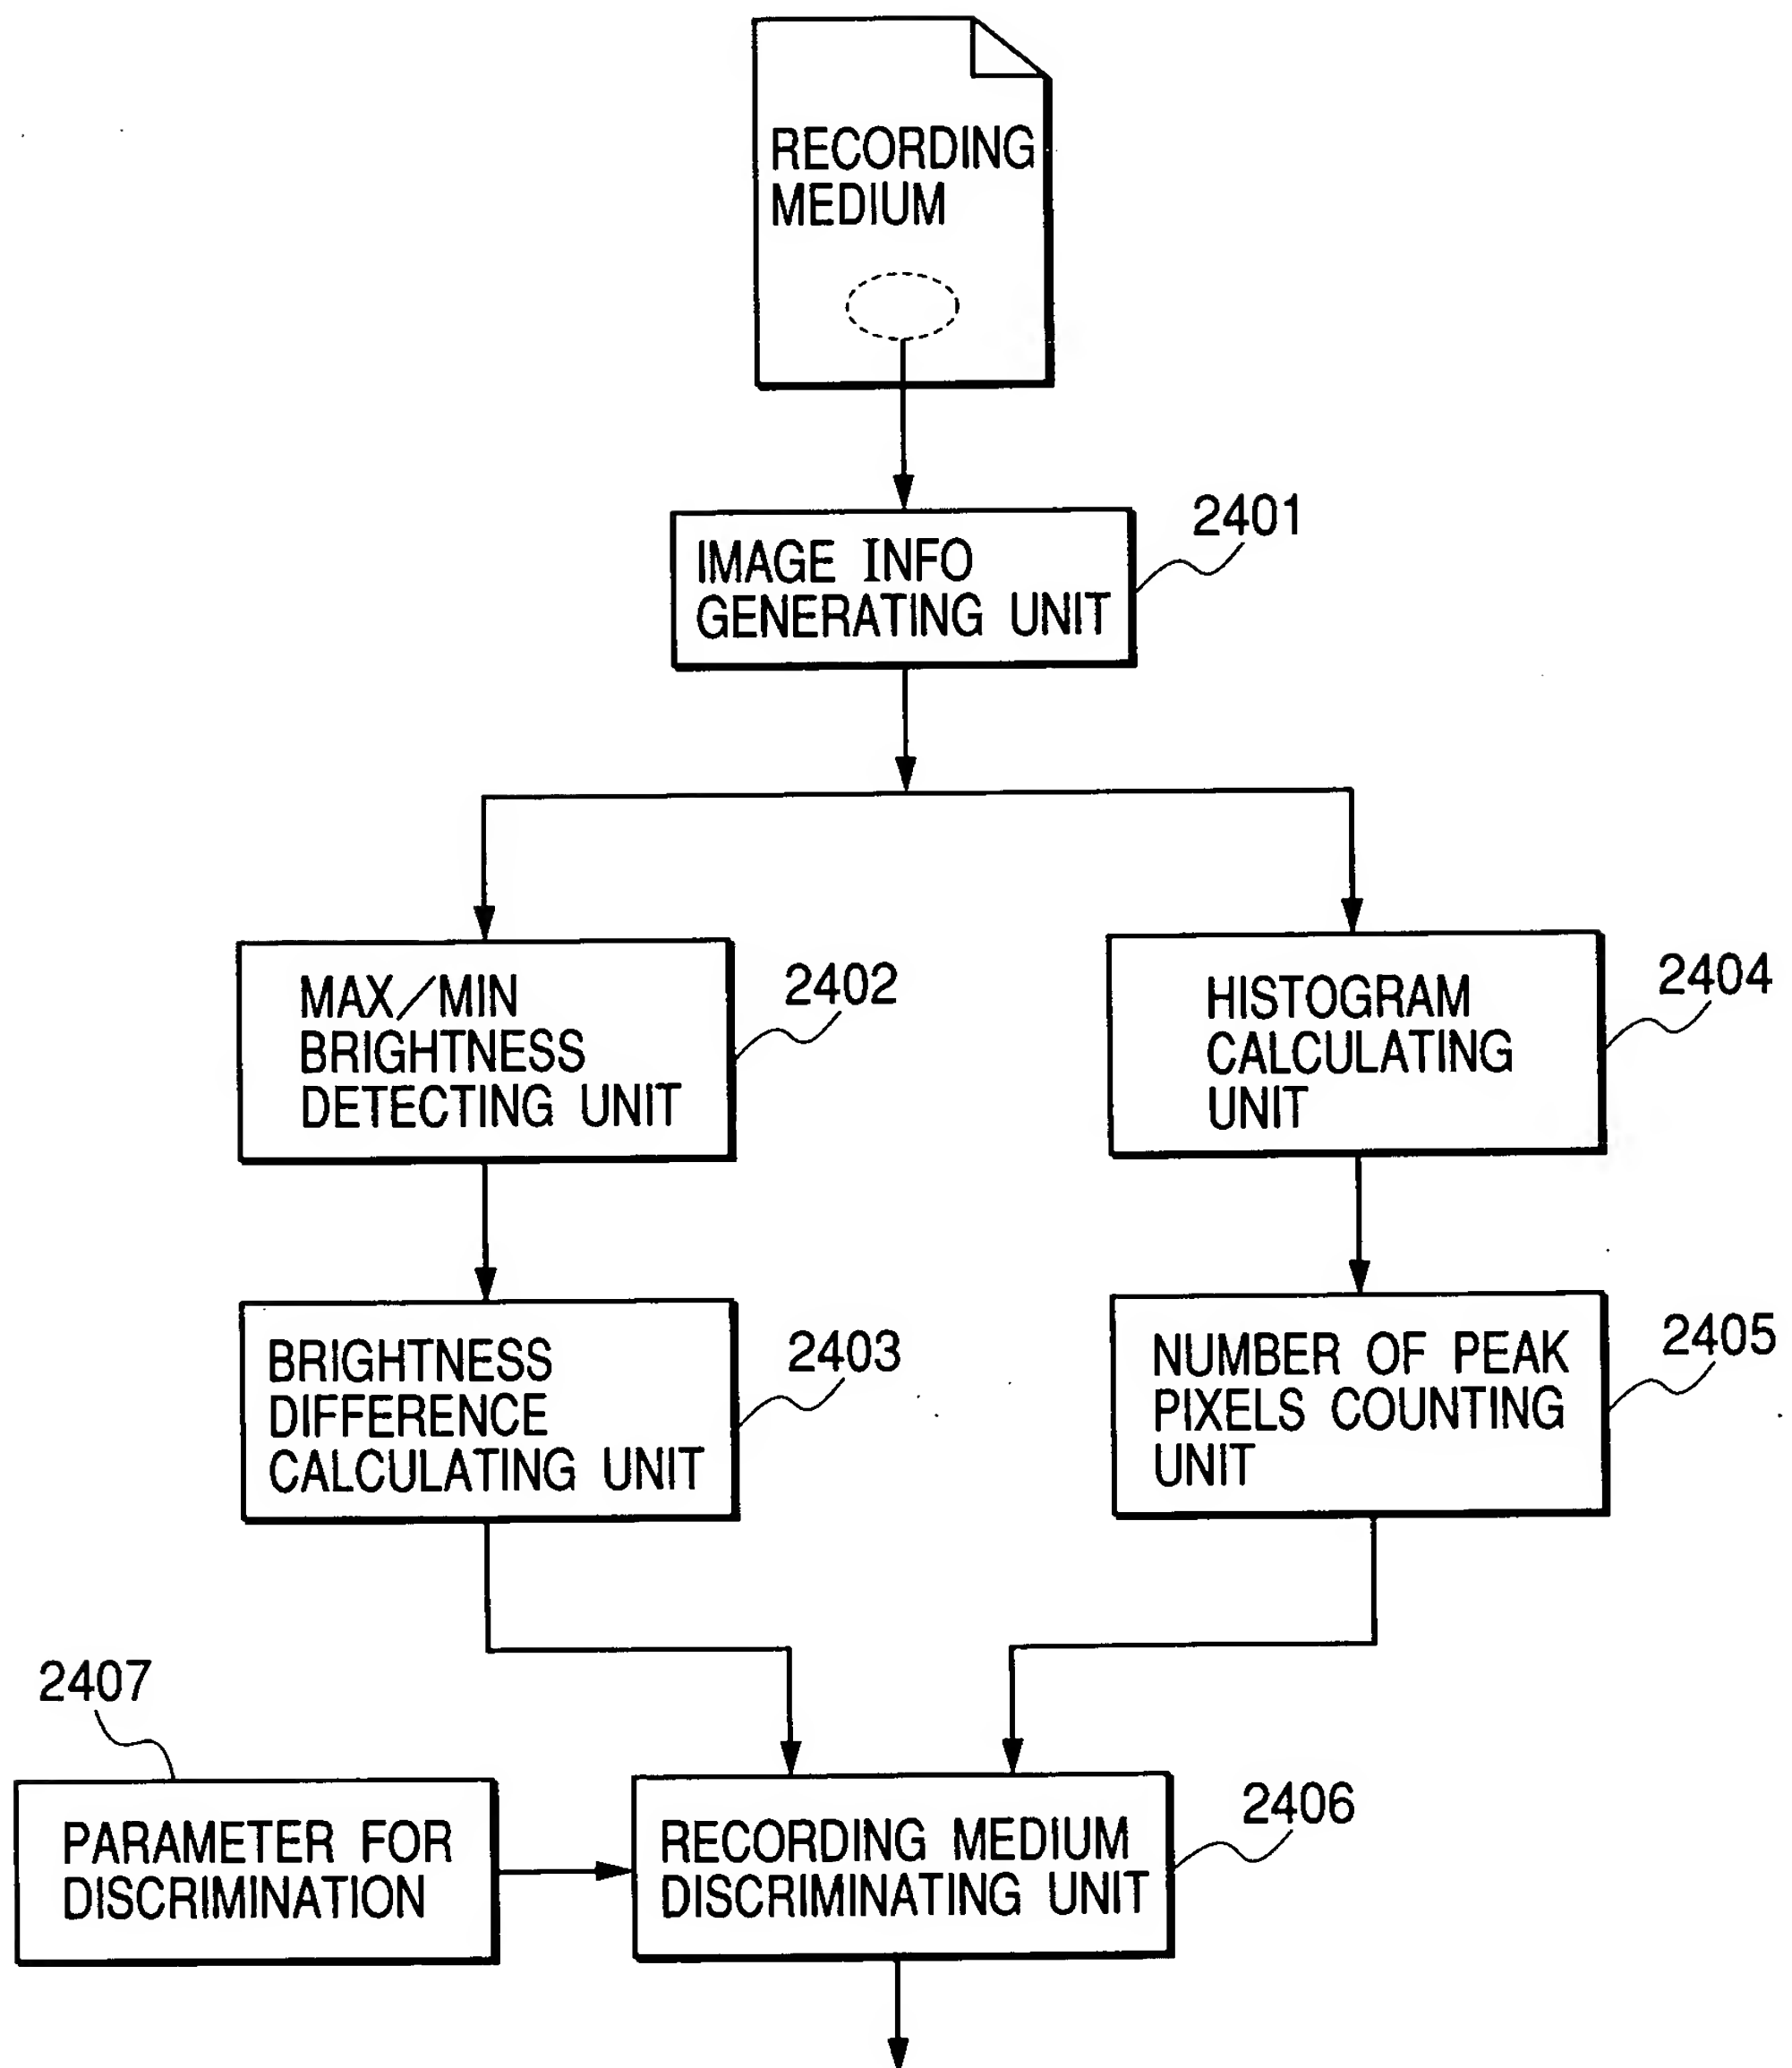 RECORDING
MEDIUM
2401
IMAGE INFO
GENERATING UNIT
2402
MAX/MIN
BRIGHTNESS
DETECTING UNIT
2404
HISTOGRAM
CALCULATING
UNIT
2403
BRIGHTNESS
DIFFERENCE
CALCULATING UNIT
2405
NUMBER OF PEAK
PIXELS COUNTING
UNIT
2407
PARAMETER FOR
DISCRIMINATION
2406
RECORDING MEDIUM
DISCRIMINATING UNIT